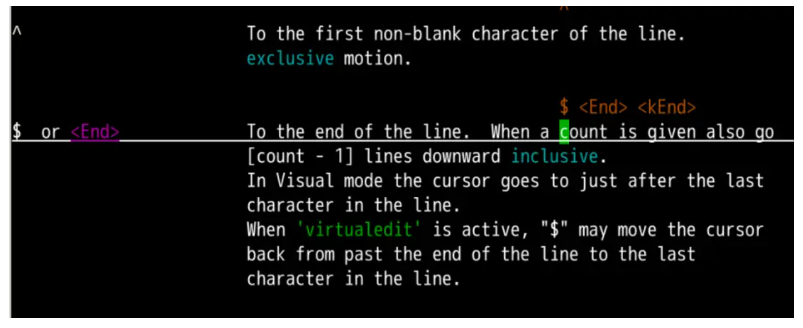 ^ To the first non-blank character of the line.
exclusive motion.
$ <End> <kEnd>
$ or <End> To the end of the line. When a count is given also go
[count - 1] lines downward inclusive.
In Visual mode the cursor goes to just after the last
character in the line.
When 'virtualedit' is active, "$" may move the cursor
back from past the end of the line to the last
character in the line.